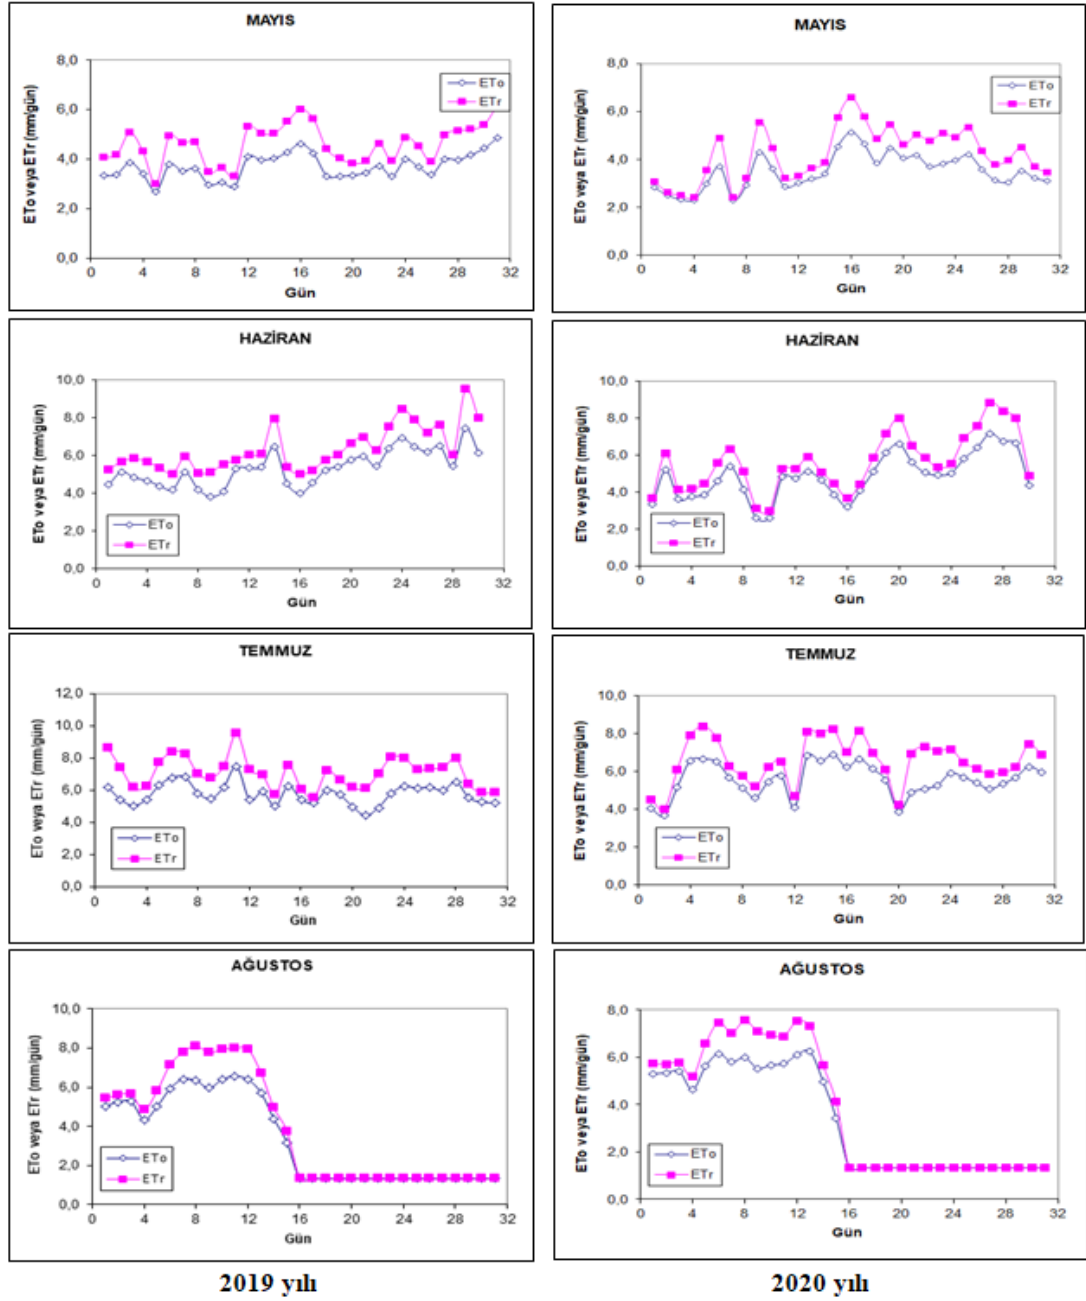 MAYIS
8,0
6,0
4,0
2,0
0,0
ETo veya ETr (mm/gün)
ETo
ETr
0 4 8 12 16 20 24 28 32
Gün
MAYIS
8,0
6,0
4,0
2,0
0,0
ETo veya ETr (mm/gün)
ETo
ETr
0 4 8 12 16 20 24 28 32
Gün
HAZİRAN
10,0
8,0
6,0
4,0
2,0
0,0
ETo veya ETr (mm/gün)
ETo
ETr
0 4 8 12 16 20 24 28 32
Gün
HAZİRAN
10,0
8,0
6,0
4,0
2,0
0,0
ETo veya ETr (mm/gün)
ETo
ETr
0 4 8 12 16 20 24 28 32
Gün
TEMMUZ
12,0
10,0
8,0
6,0
4,0
2,0
0,0
ETo veya ETr (mm/gün)
ETo
ETr
0 4 8 12 16 20 24 28 32
Gün
TEMMUZ
10,0
8,0
6,0
4,0
2,0
0,0
ETo veya ETr (mm/gün)
ETo
ETr
0 4 8 12 16 20 24 28 32
Gün
AĞUSTOS
10,0
8,0
6,0
4,0
2,0
0,0
ETo veya ETr (mm/gün)
ETo
ETr
0 4 8 12 16 20 24 28 32
Gün
AĞUSTOS
8,0
6,0
4,0
2,0
0,0
ETo veya ETr (mm/gün)
ETo
ETr
0 4 8 12 16 20 24 28 32
Gün
2019 yılı
2020 yılı